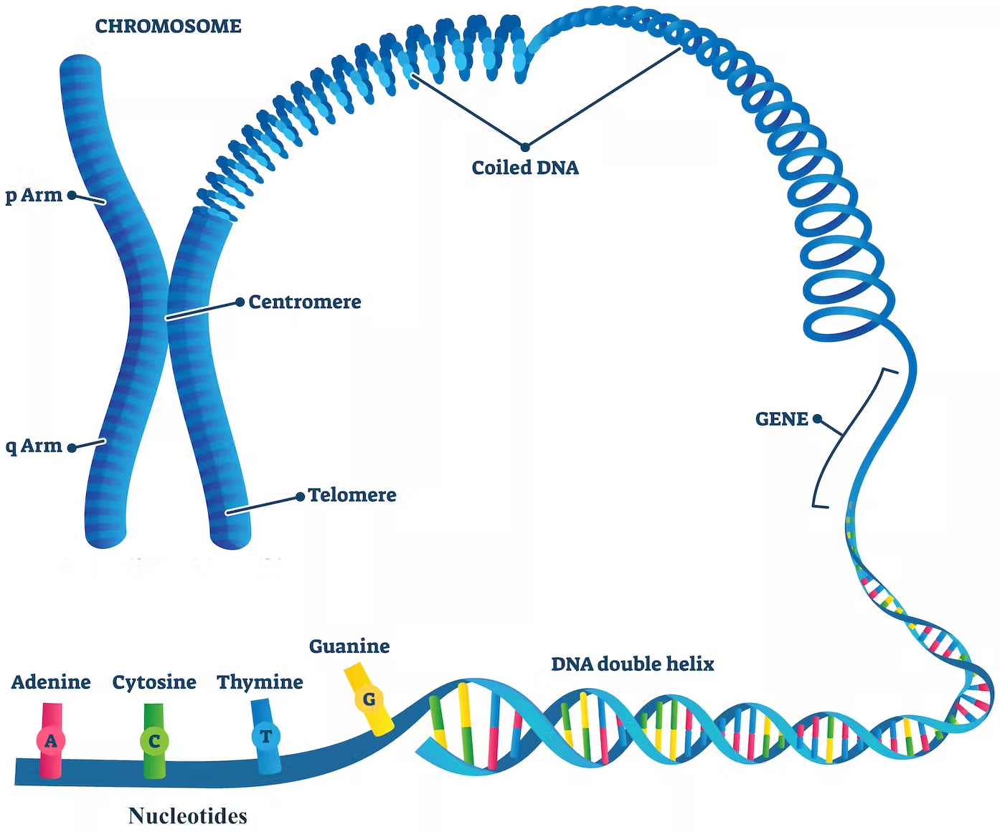 CHROMOSOME
Coiled DNA
p Arm
Centromere
GENE
q Arm
Telomere
Guanine
DNA double helix
Adenine
Cytosine
Thymine
G
A
C
T
Nucleotides